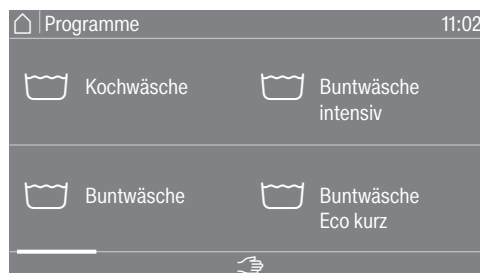 Programme 11:02
Kochwäsche
Buntwäsche
intensiv
Buntwäsche
Buntwäsche
Eco kurz